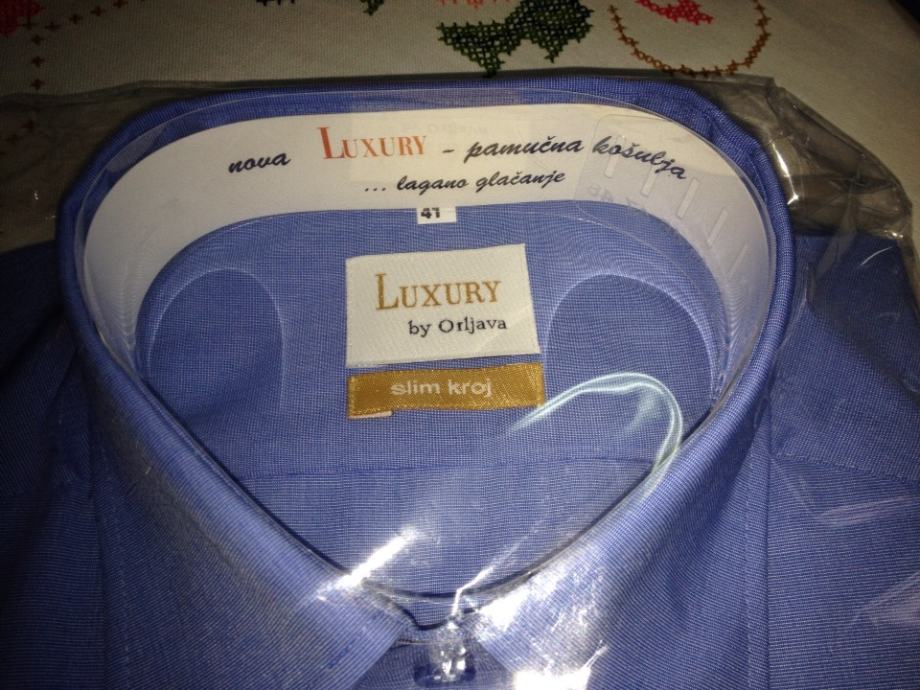 nova LUXURY - pamučna košulja
... lagano glačanje
41
LUXURY
by Orljava
slim kroj